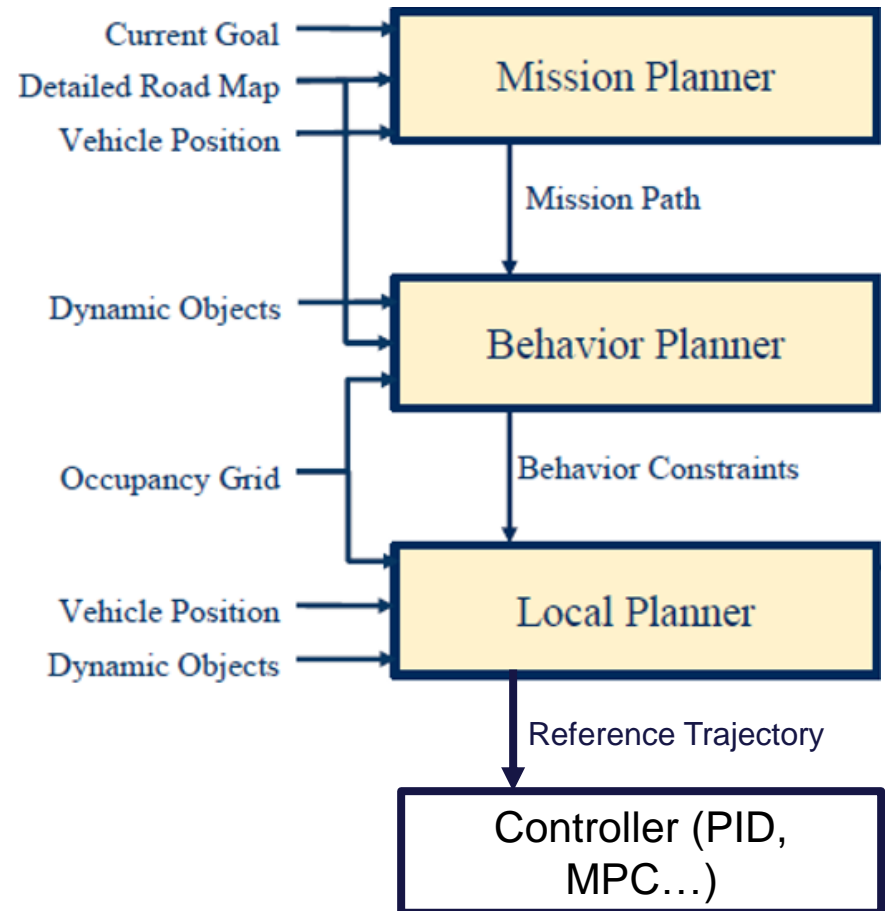 Current Goal
Mission Planner
Detailed Road Map
Vehicle Position
Mission Path
Dynamic Objects
Behavior Planner
Occupancy Grid
Behavior Constraints
Local Planner
Vehicle Position
Dynamic Objects
Reference Trajectory
Controller (PID,
MPC…)